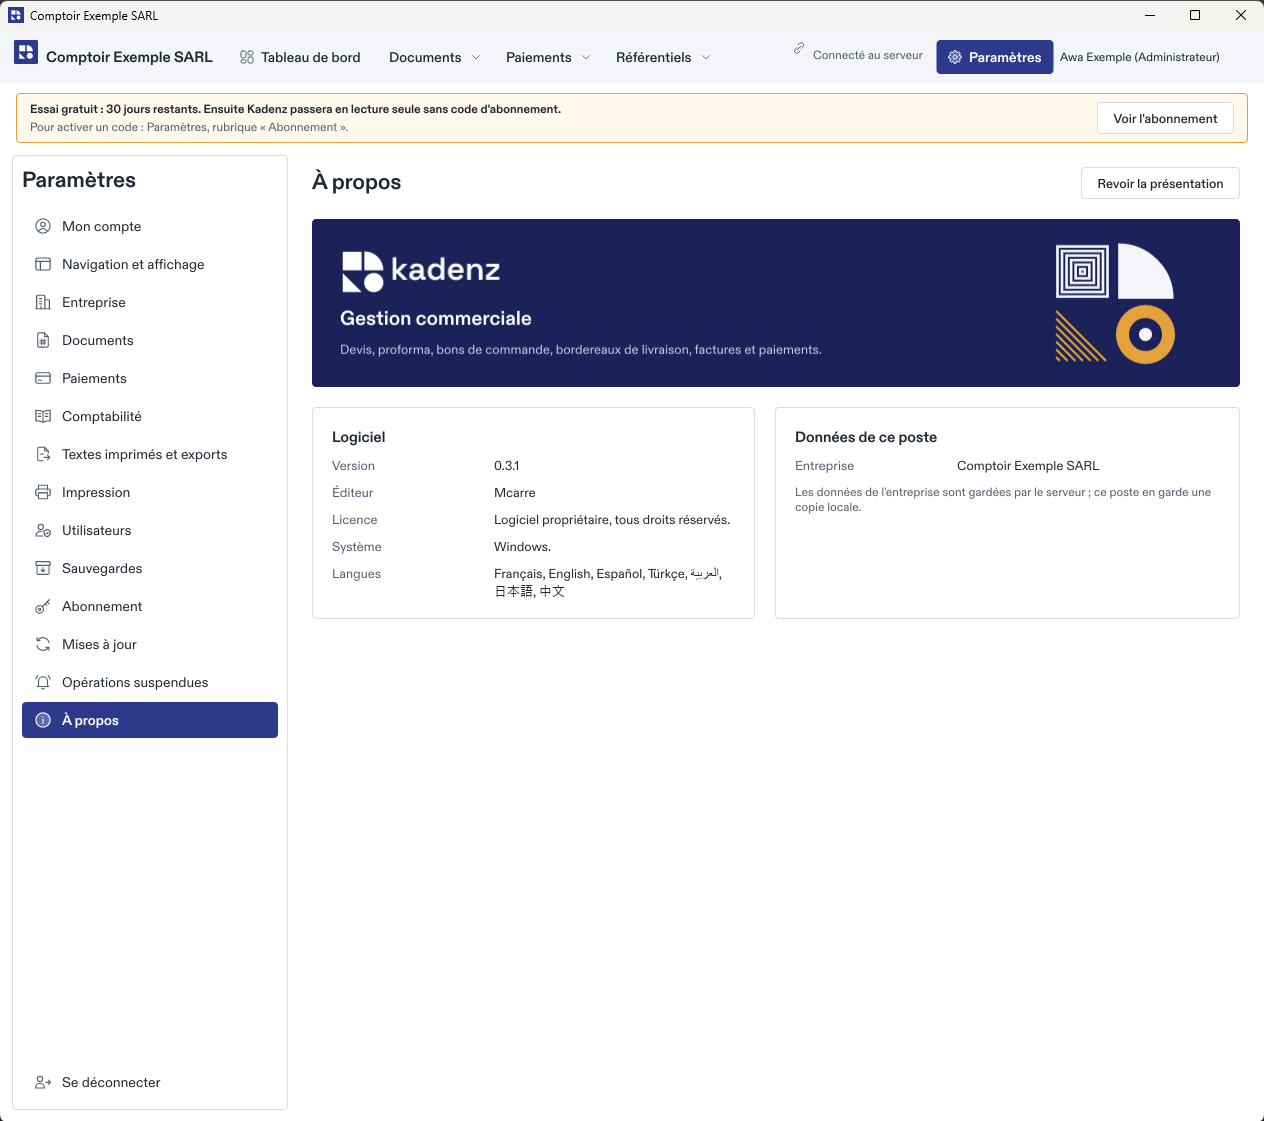 Comptoir Exemple SARL
Comptoir Exemple SARL
Tableau de bord
Documents
Paiements
Référentiels
Connecté au serveur
Paramètres
Awa Exemple (Administrateur)
Essai gratuit : 30 jours restants. Ensuite Kadenz passera en lecture seule sans code d'abonnement.
Pour activer un code : Paramètres, rubrique « Abonnement ».
Voir l'abonnement
Paramètres
Mon compte
Navigation et affichage
Entreprise
Documents
Paiements
Comptabilité
Textes imprimés et exports
Impression
Utilisateurs
Sauvegardes
Abonnement
Mises à jour
Opérations suspendues
À propos
Se déconnecter
À propos
Revoir la présentation
kadenz
Gestion commerciale
Devis, proforma, bons de commande, bordereaux de livraison, factures et paiements.
Logiciel
Version 0.3.1
Éditeur Mcarre
Licence Logiciel propriétaire, tous droits réservés.
Système Windows.
Langues Français, English, Español, Türkçe, العربية,
日本語, 中文
Données de ce poste
Entreprise Comptoir Exemple SARL
Les données de l'entreprise sont gardées par le serveur ; ce poste en garde une
copie locale.